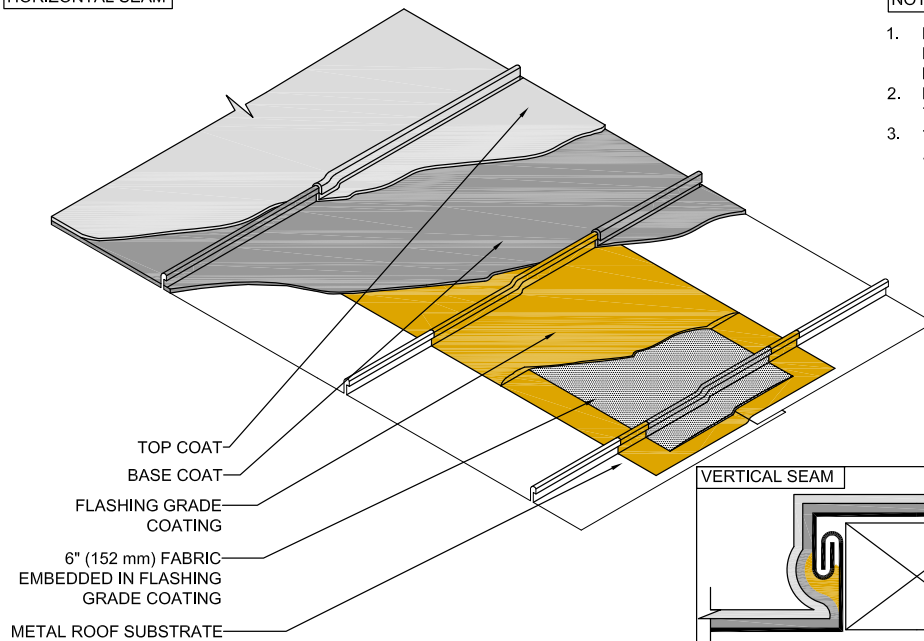 HORIZONTAL SEAM
1.
2.
3.
TOP COAT
BASE COAT
FLASHING GRADE
COATING
6" (152 mm) FABRIC
EMBEDDED IN FLASHING
GRADE COATING
METAL ROOF SUBSTRATE
VERTICAL SEAM